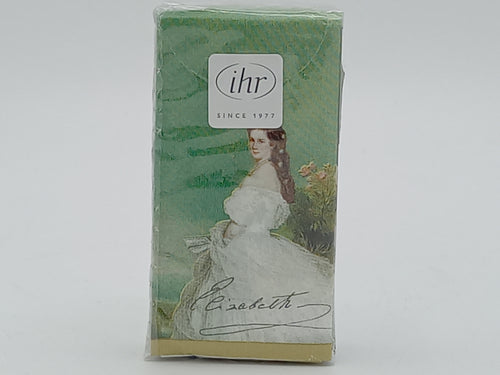 ihr
SINCE 1977
Elisabeth